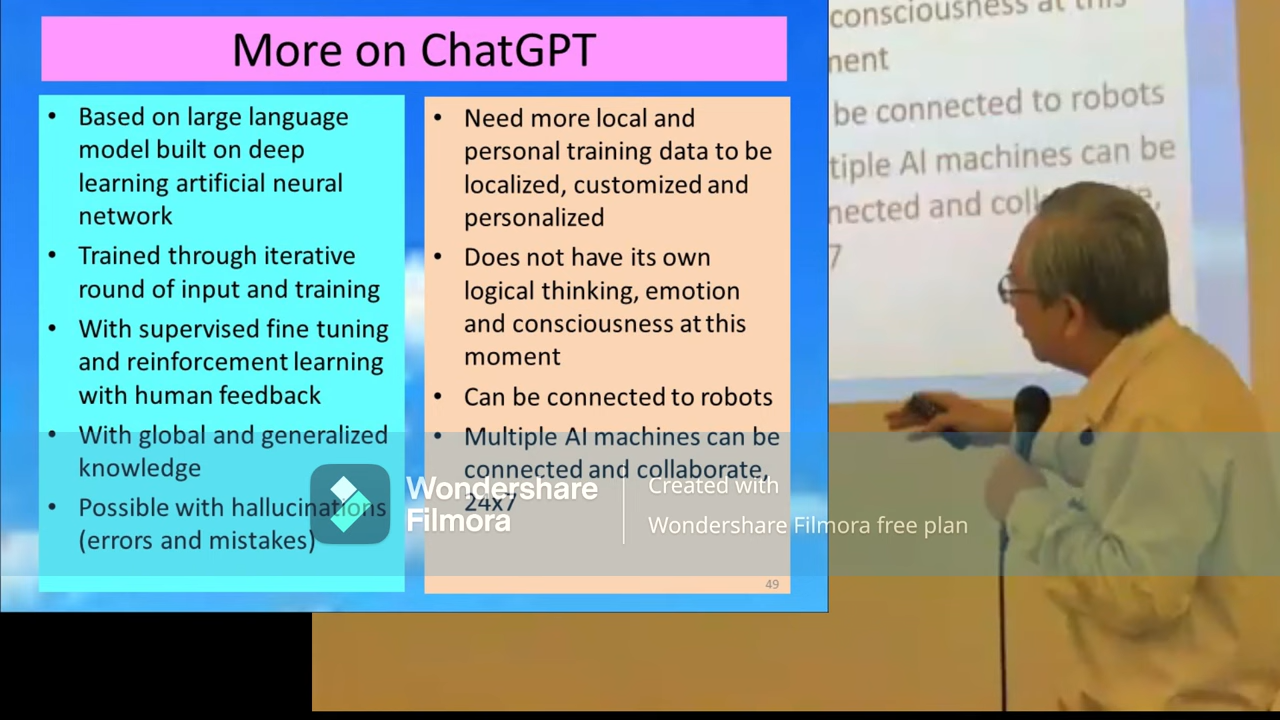 More on ChatGPT
• Based on large language
model built on deep
learning artificial neural
network
• Trained through iterative
round of input and training
• With supervised fine tuning
and reinforcement learning
with human feedback
• With global and generalized
knowledge
• Possible with hallucinations
(errors and mistakes)
• Need more local and
personal training data to be
localized, customized and
personalized
• Does not have its own
logical thinking, emotion
and consciousness at this
moment
• Can be connected to robots
• Multiple AI machines can be
connected and collaborate,
24x7
49
consciousness at this
ment
be connected to robots
tiple AI machines can be
nected and coll te,
7
Wondershare
Filmora
Created with
Wondershare Filmora free plan